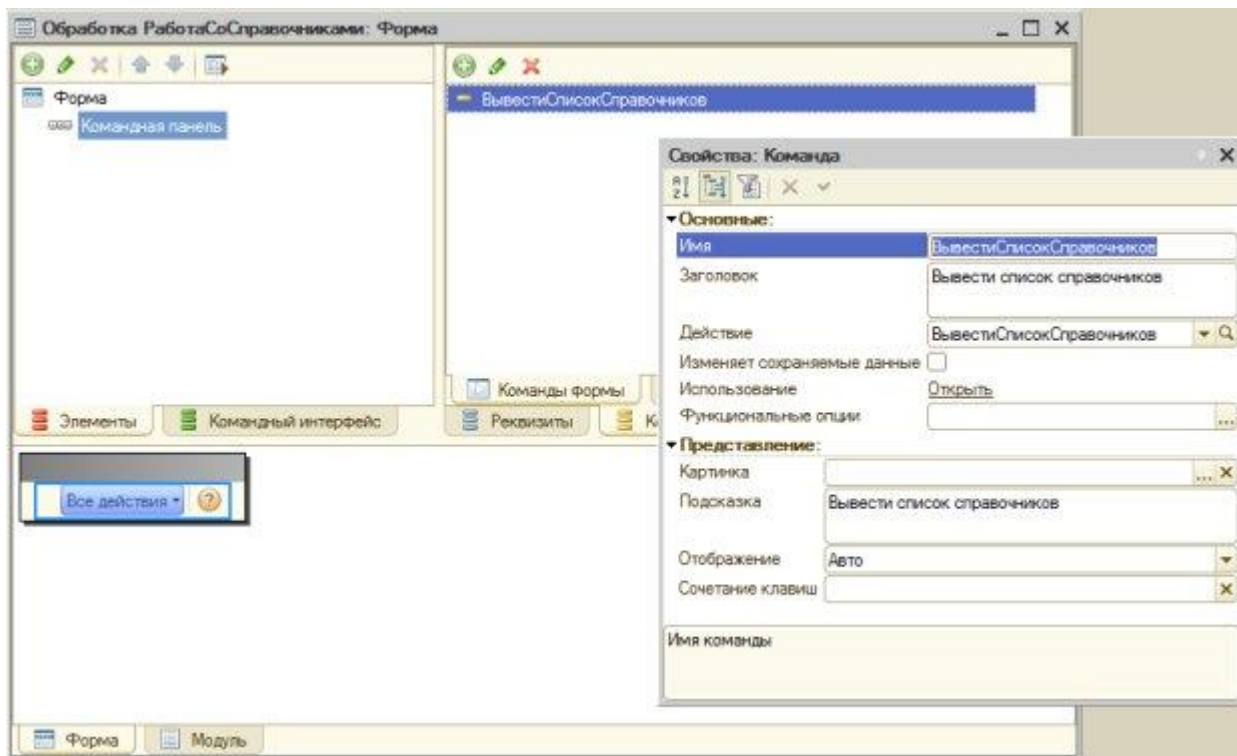 Обработка РаботаСоСправочниками: Форма
Форма
Командная панель
ВывестиСписокСправочников
Свойства: Команда
Основные:
Имя ВывестиСписокСправочников
Заголовок Вывести список справочников
Действие ВывестиСписокСправочников
Изменяет сохраняемые данные
Использование Открыть
Функциональные опции ...
Представление:
Картинка ...
Подсказка Вывести список справочников
Отображение Авто
Сочетание клавиш
Имя команды
Команды формы
Элементы Командный интерфейс Реквизиты К
Все действия ?
Форма Модуль